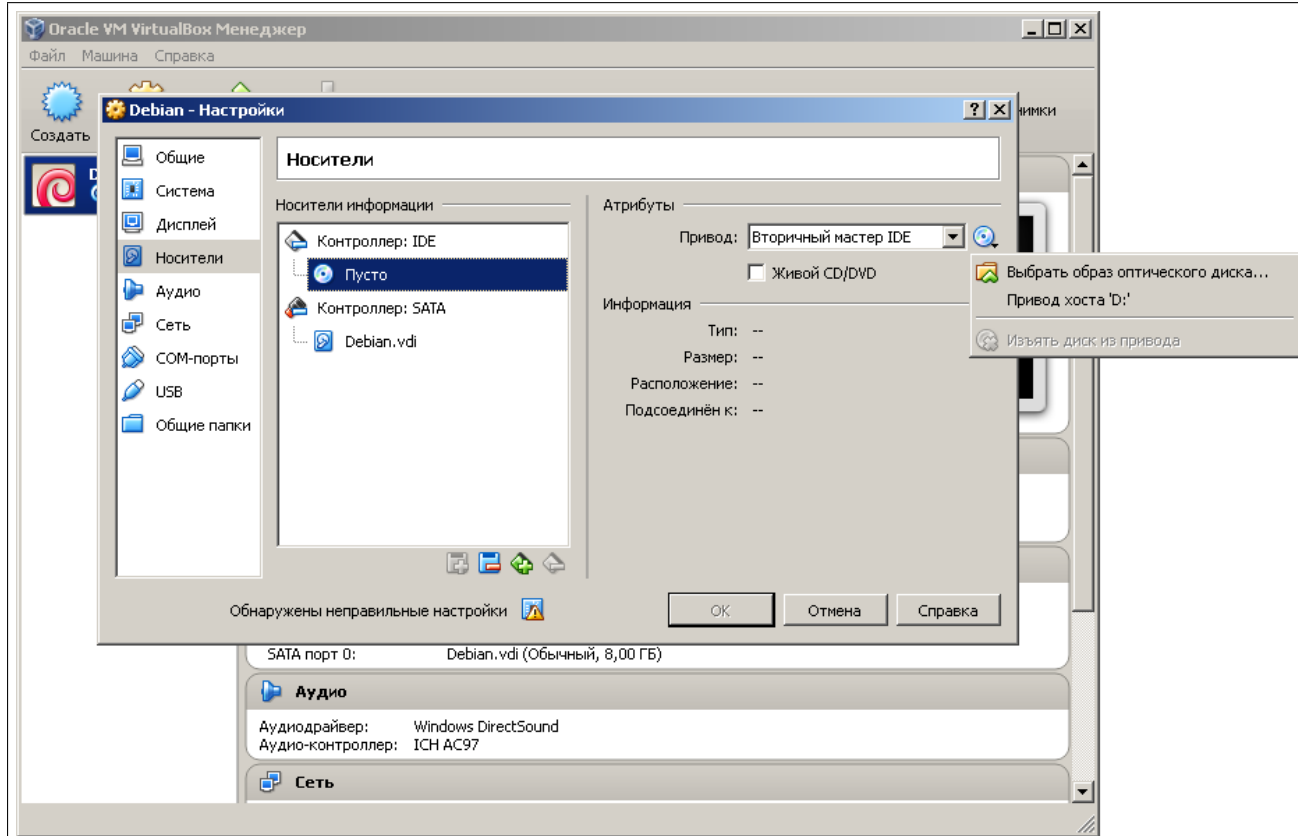 Oracle VM VirtualBox Менеджер
Файл Машина Справка
Создать
Debian - Настройки
нимки
Общие
Система
Дисплей
Носители
Аудио
Сеть
COM-порты
USB
Общие папки
Носители
Носители информации
Контроллер: IDE
Пусто
Контроллер: SATA
Debian.vdi
Атрибуты
Привод: Вторичный мастер IDE
Живой CD/DVD
Информация
Тип: --
Размер: --
Расположение: --
Подсоединён к: --
Выбрать образ оптического диска...
Привод хоста 'D:'
Изъять диск из привода
Обнаружены неправильные настройки
OK
Отмена
Справка
SATA порт 0: Debian.vdi (Обычный, 8,00 ГБ)
Аудио
Аудиодрайвер: Windows DirectSound
Аудио-контроллер: ICH AC97
Сеть